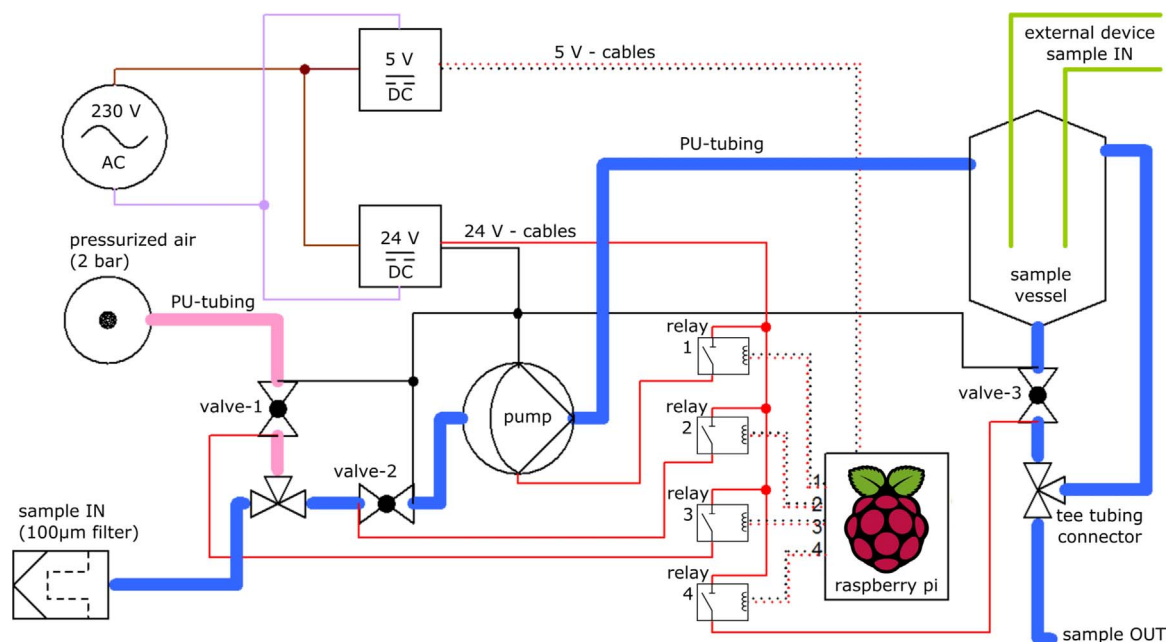 5 V
DC
5 V - cables
external device
sample IN
230 V
AC
PU-tubing
24 V
DC
24 V - cables
pressurized air
(2 bar)
PU-tubing
sample
vessel
relay
1
valve-1
pump
valve-3
relay
2
valve-2
relay
3
sample IN
(100µm filter)
1
2
3
4
tee tubing
connector
relay
4
raspberry pi
sample OUT